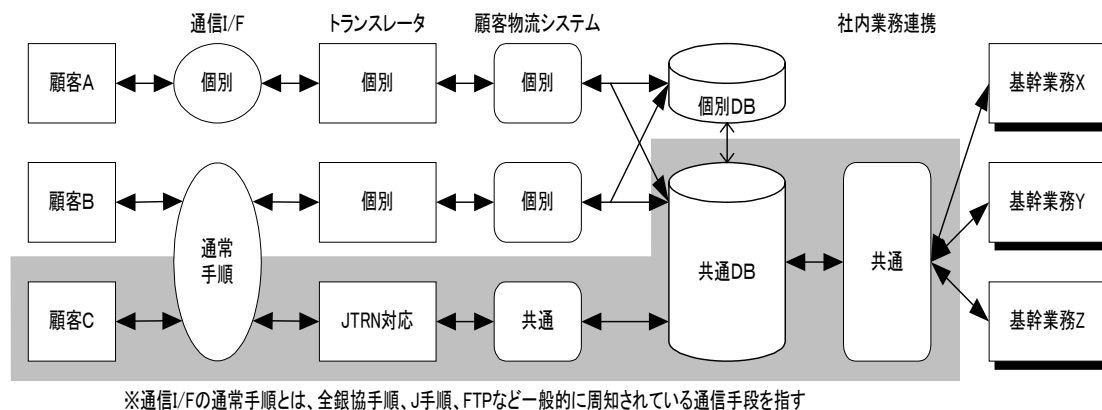 通信I/F
トランスレータ
顧客物流システム
社内業務連携
顧客A
個別
個別
個別
個別DB
基幹業務X
顧客B
個別
個別
基幹業務Y
通常
手順
共通DB
共通
顧客C
JTRN対応
共通
基幹業務Z
※通信I/Fの通常手順とは、全銀協手順、J手順、FTPなど一般的に周知されている通信手段を指す